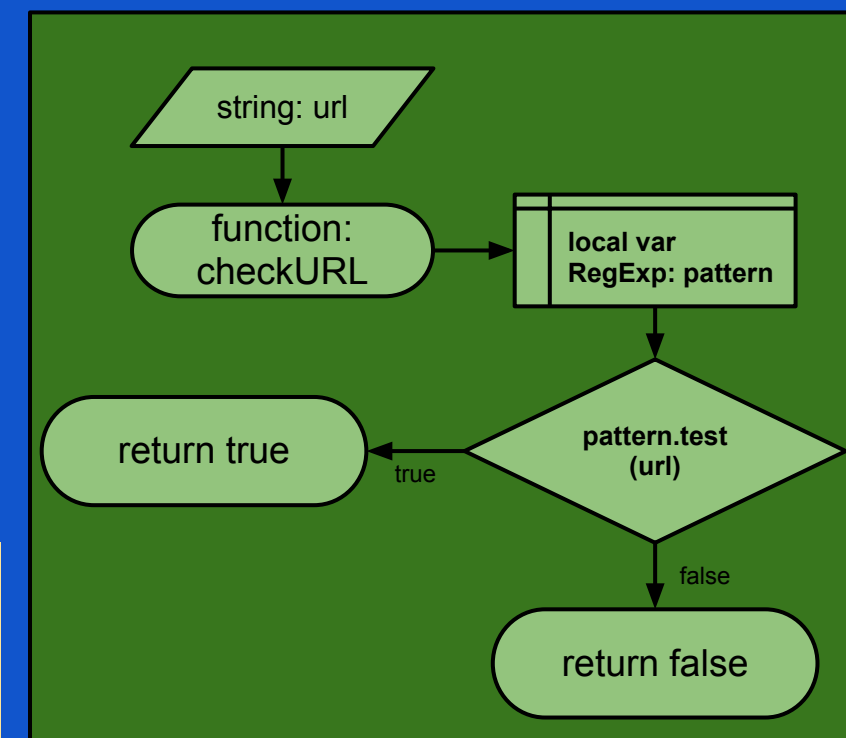 string: url
function:
checkURL
local var
RegExp: pattern
pattern.test
(url)
return true
true
false
return false